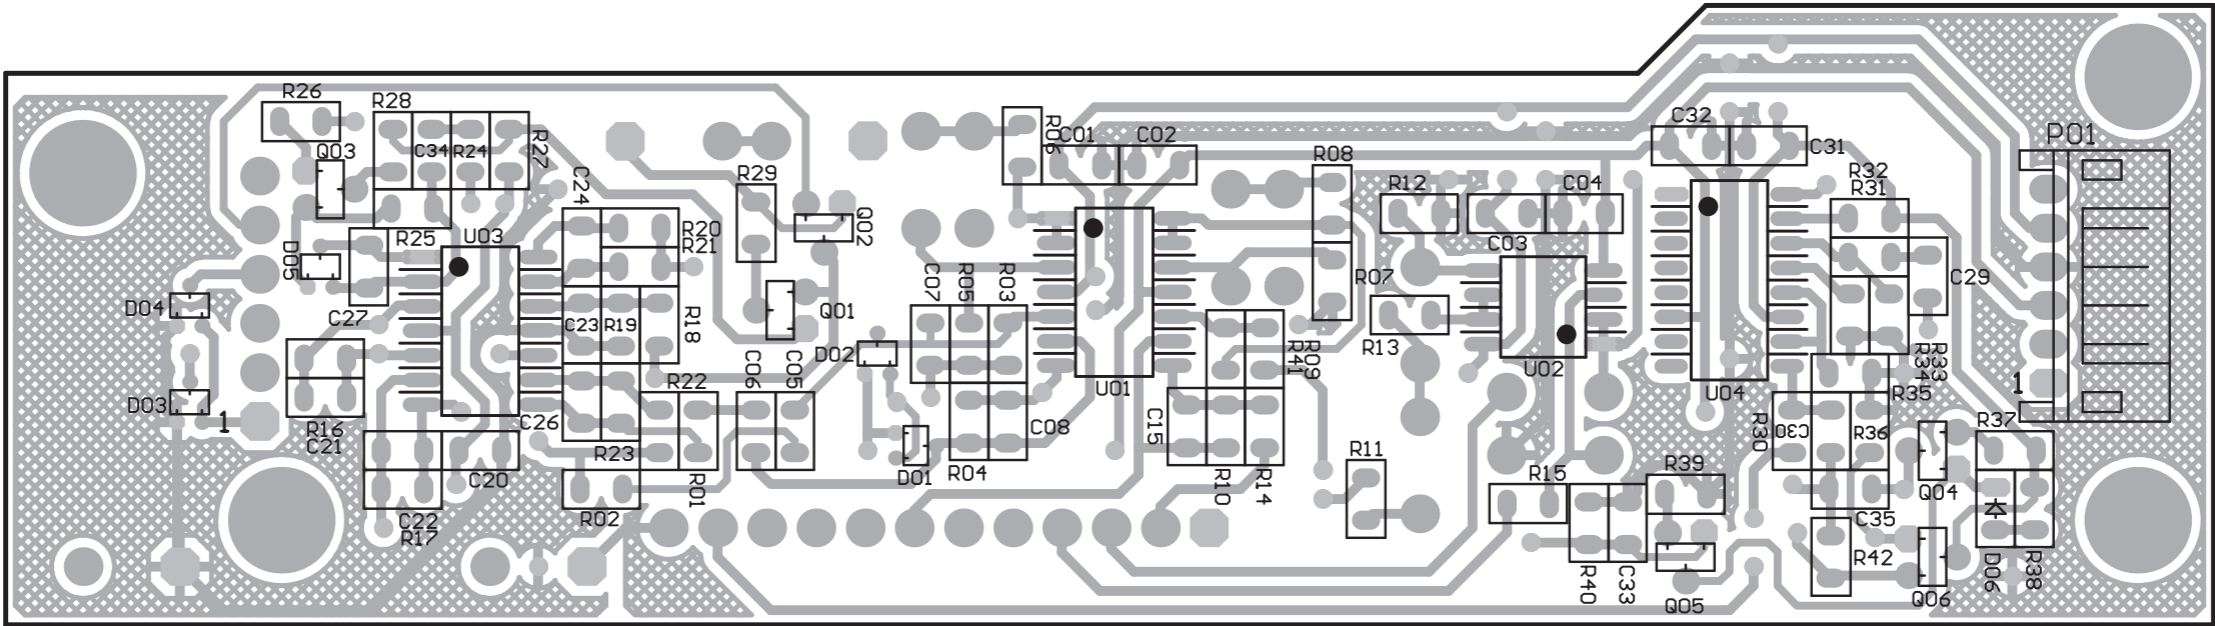 R26
R28
Q03
C34
R24
R27
R06
C01
C02
C32
C31
P01
R29
C24
R08
R12
C04
R32
R31
Q02
D05
R25
U03
R20
R21
C03
R07
C29
D04
C27
C23
R19
R18
Q01
C07
R05
R03
R13
D02
R41
R09
U02
U01
U04
R34
R33
R35
1
D03
1
R16
C21
C26
R22
C06
C05
C08
C15
R30
C30
R36
R37
R23
R01
D01
R04
R10
R14
R11
R15
R39
Q04
C20
C22
R17
R02
C35
R42
R40
C33
Q05
Q06
D06
R38